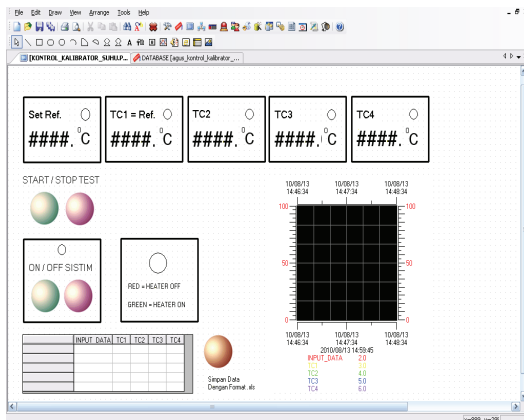 File Edit Draw View Arrange Tools Help
[KONTROL_KALIBRATOR_SUHU.P... DATABASE [agus_kontrol_kalibrator_...
Set Ref. TC1 = Ref. TC2 TC3 TC4
####. °C ####. °C ####. °C ####. °C ####. °C
START / STOP TEST
ON / OFF SISTIM
RED = HEATER OFF
GREEN = HEATER ON
INPUT_DATA TC1 TC2 TC3 TC4
Simpan Data
Dengan Format .xls
10/08/13 10/08/13 10/08/13
14:46:34 14:47:34 14:48:34
100 100
50 50
0 0
10/08/13 10/08/13 10/08/13
14:46:34 14:47:34 14:48:34
2010/08/13 14:59:45
INPUT_DATA 2.0
TC1 3.0
TC2 4.0
TC3 5.0
TC4 6.0